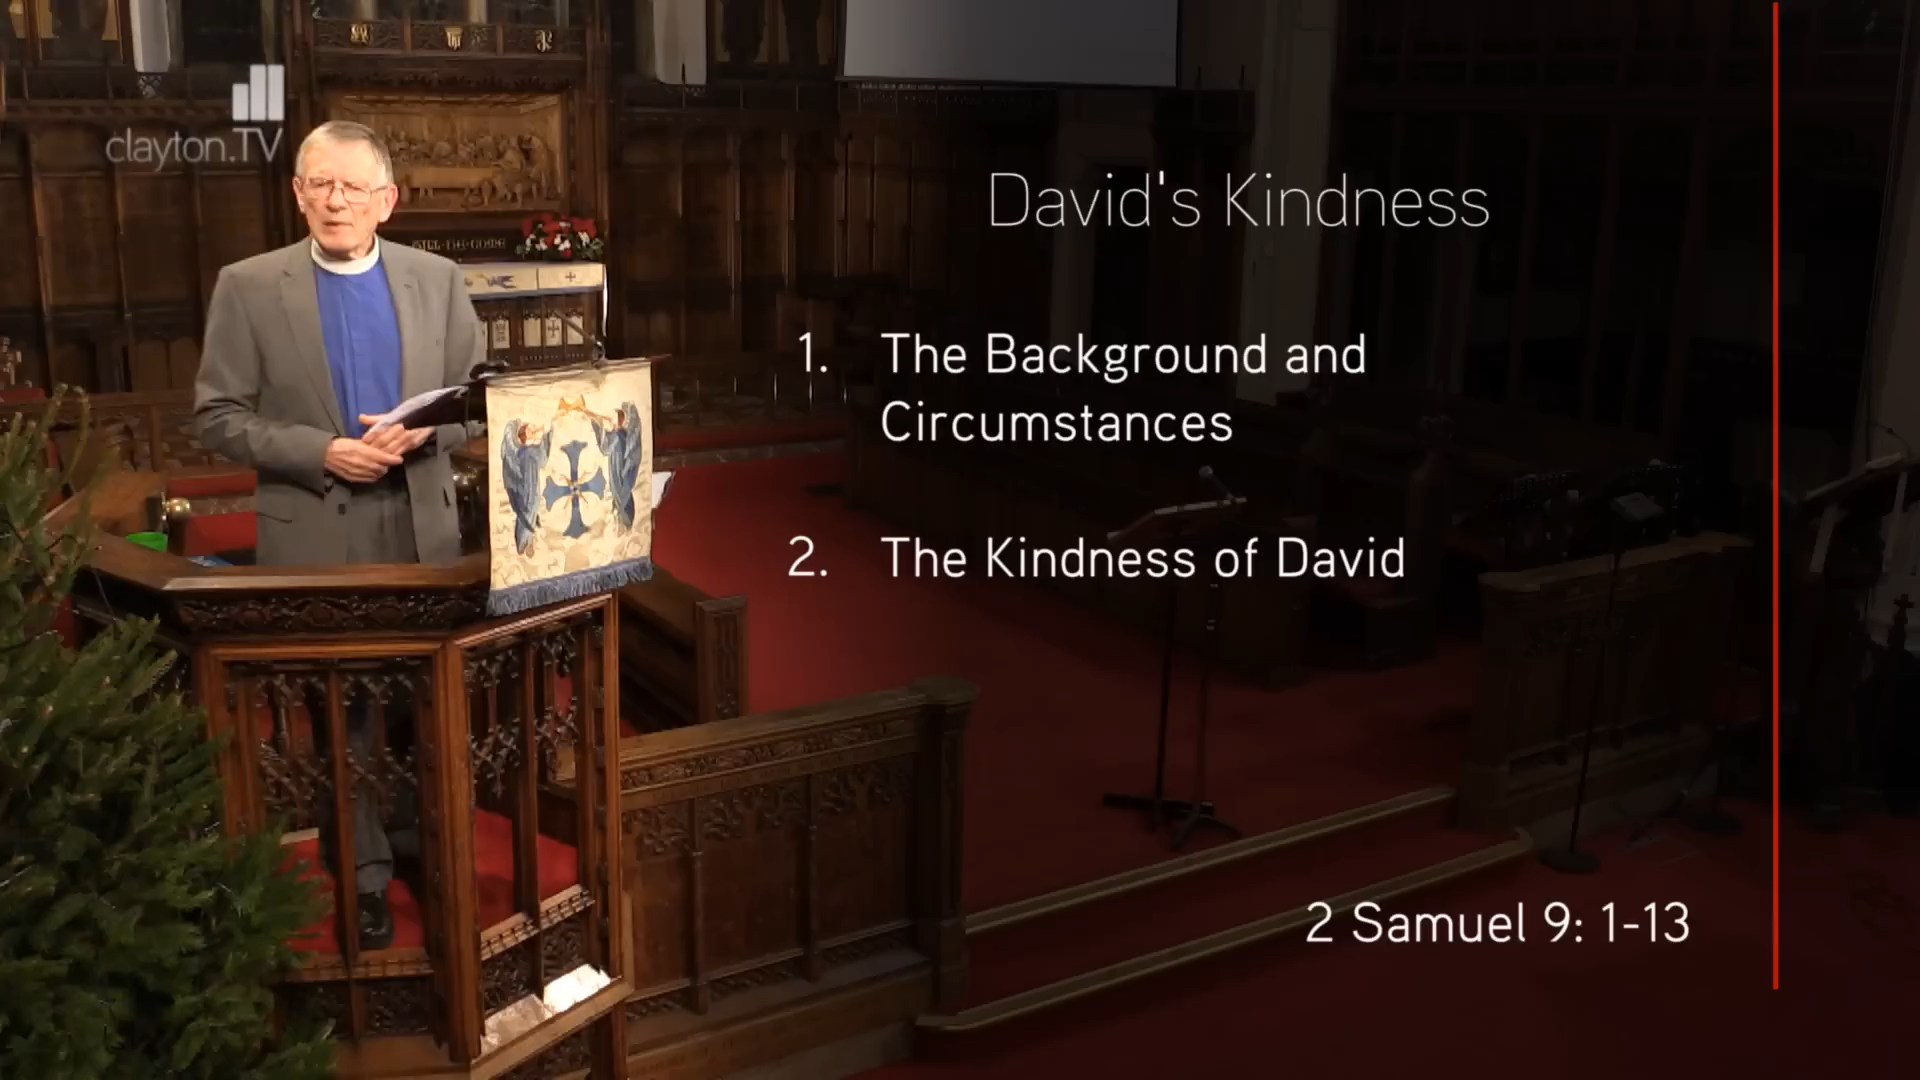 clayton.TV
David's Kindness
1. The Background and
Circumstances
2. The Kindness of David
2 Samuel 9: 1-13